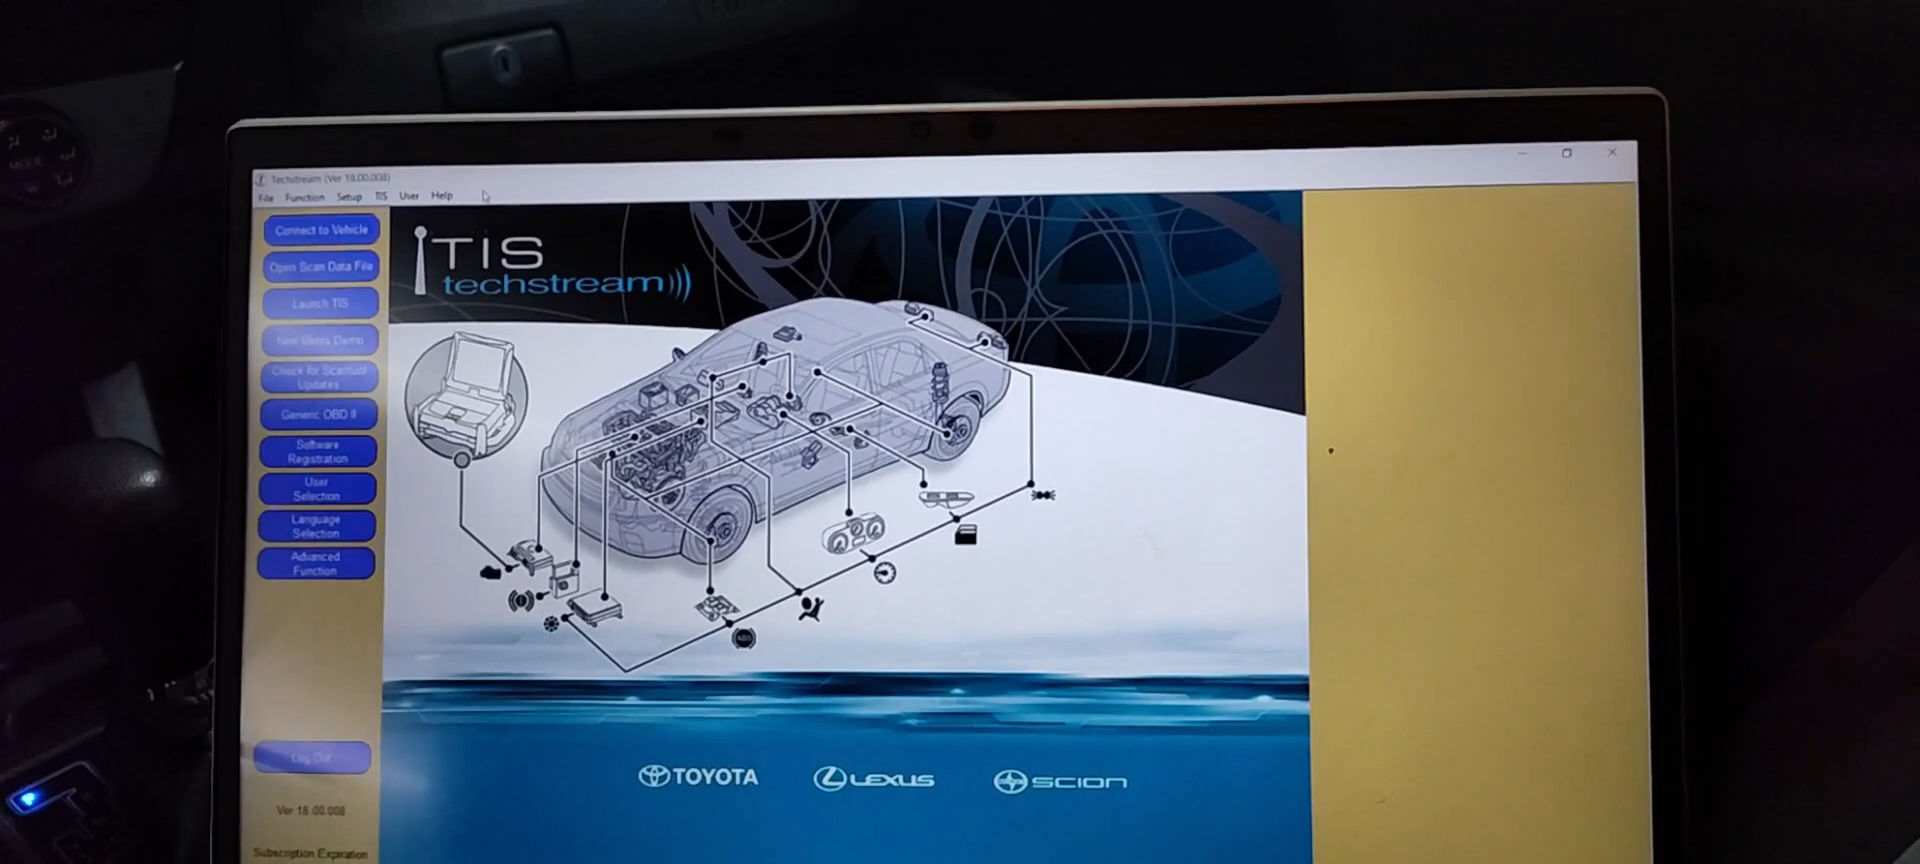 MODE
Techstream (Ver 18.00.008)
File Function Setup TIS User Help
Connect to Vehicle
Open Scan Data File
Launch TIS
Check for Scantool
Updates
Generic OBD II
Software
Registration
User
Selection
Language
Selection
Advanced
Function
Log Out
Ver 18.00.008
Subscription Expiration
TIS
techstream
ABS
TOYOTA
LEXUS
SCION